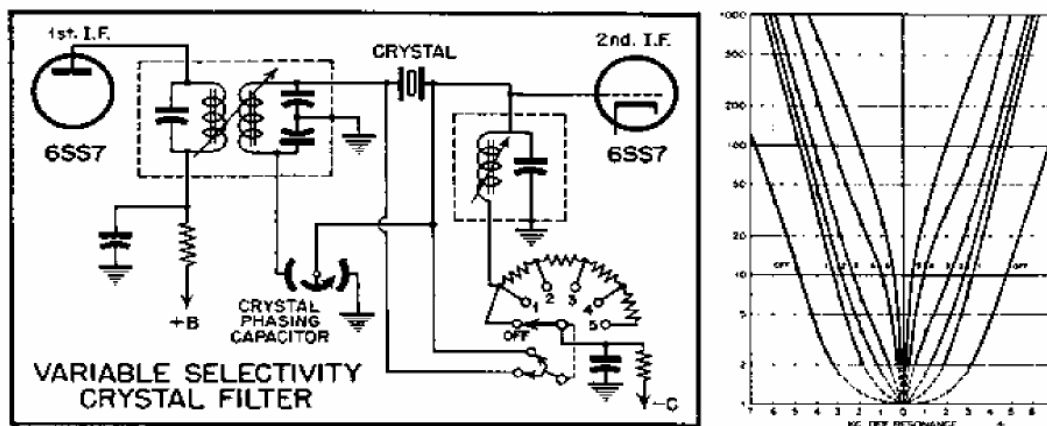 1st. I.F.
CRYSTAL
2nd. I.F.
6SS7
6SS7
+B
CRYSTAL
PHASING
CAPACITOR
OFF
1
2
3
4
5
-C
VARIABLE SELECTIVITY
CRYSTAL FILTER
1000
500
200
100
50
20
10
5
2
1
OFF
OFF
7 6 5 4 3 2 1 0 1 2 3 4 5 6
KC OFF RESONANCE